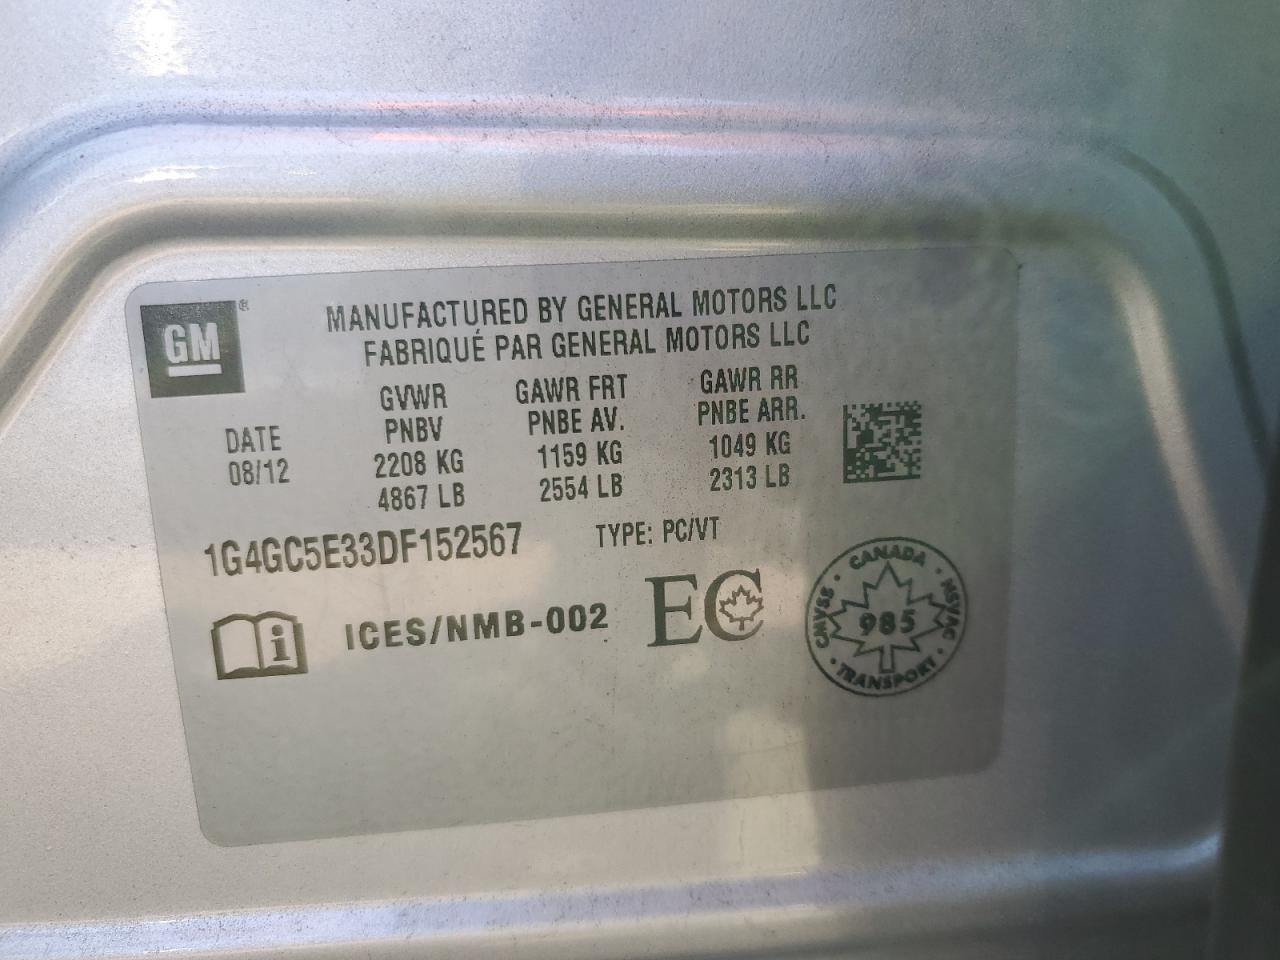 GM ®
MANUFACTURED BY GENERAL MOTORS LLC
FABRIQUÉ PAR GENERAL MOTORS LLC
GVWR GAWR FRT GAWR RR
DATE PNBV PNBE AV. PNBE ARR.
08/12 2208 KG 1159 KG 1049 KG
4867 LB 2554 LB 2313 LB
1G4GC5E33DF152567 TYPE: PC/VT
i ICES/NMB-002 EC
CANADA
CMVSS 985 NSVAC
TRANSPORT